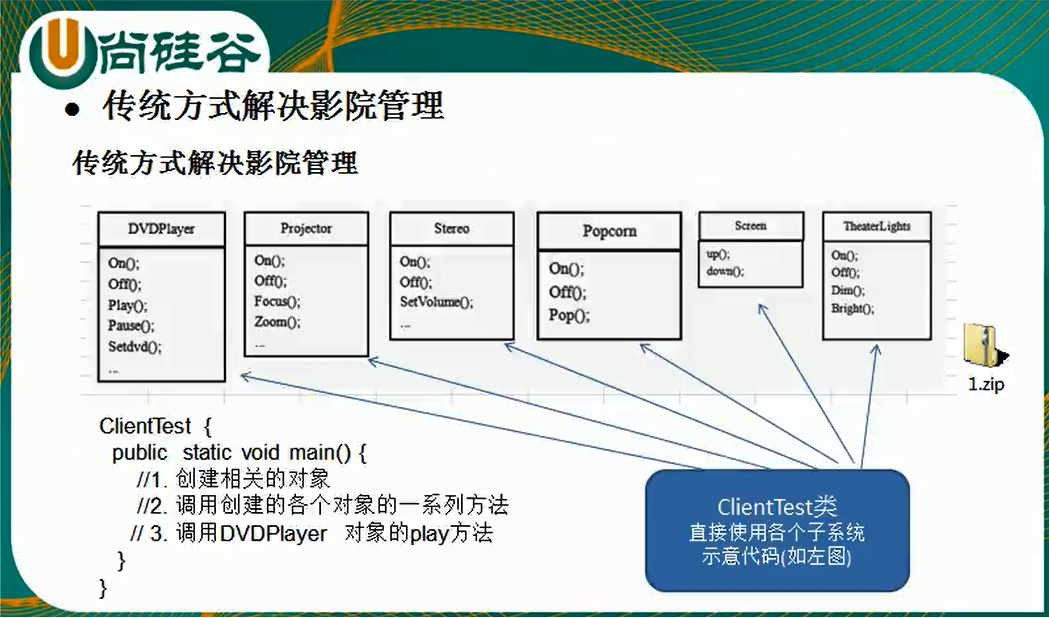 尚硅谷
● 传统方式解决影院管理
传统方式解决影院管理
DVDPlayer
On();
Off();
Play();
Pause();
Setdvd();
...
Projector
On();
Off();
Focus();
Zoom();
...
Stereo
On();
Off();
SetVolume();
...
Popcorn
On();
Off();
Pop();
Screen
up();
down();
TheaterLights
On();
Off();
Dim();
Bright();
1.zip
ClientTest {
public static void main() {
//1. 创建相关的对象
//2. 调用创建的各个对象的一系列方法
// 3. 调用DVDPlayer 对象的play方法
}
}
ClientTest类
直接使用各个子系统
示意代码(如左图)